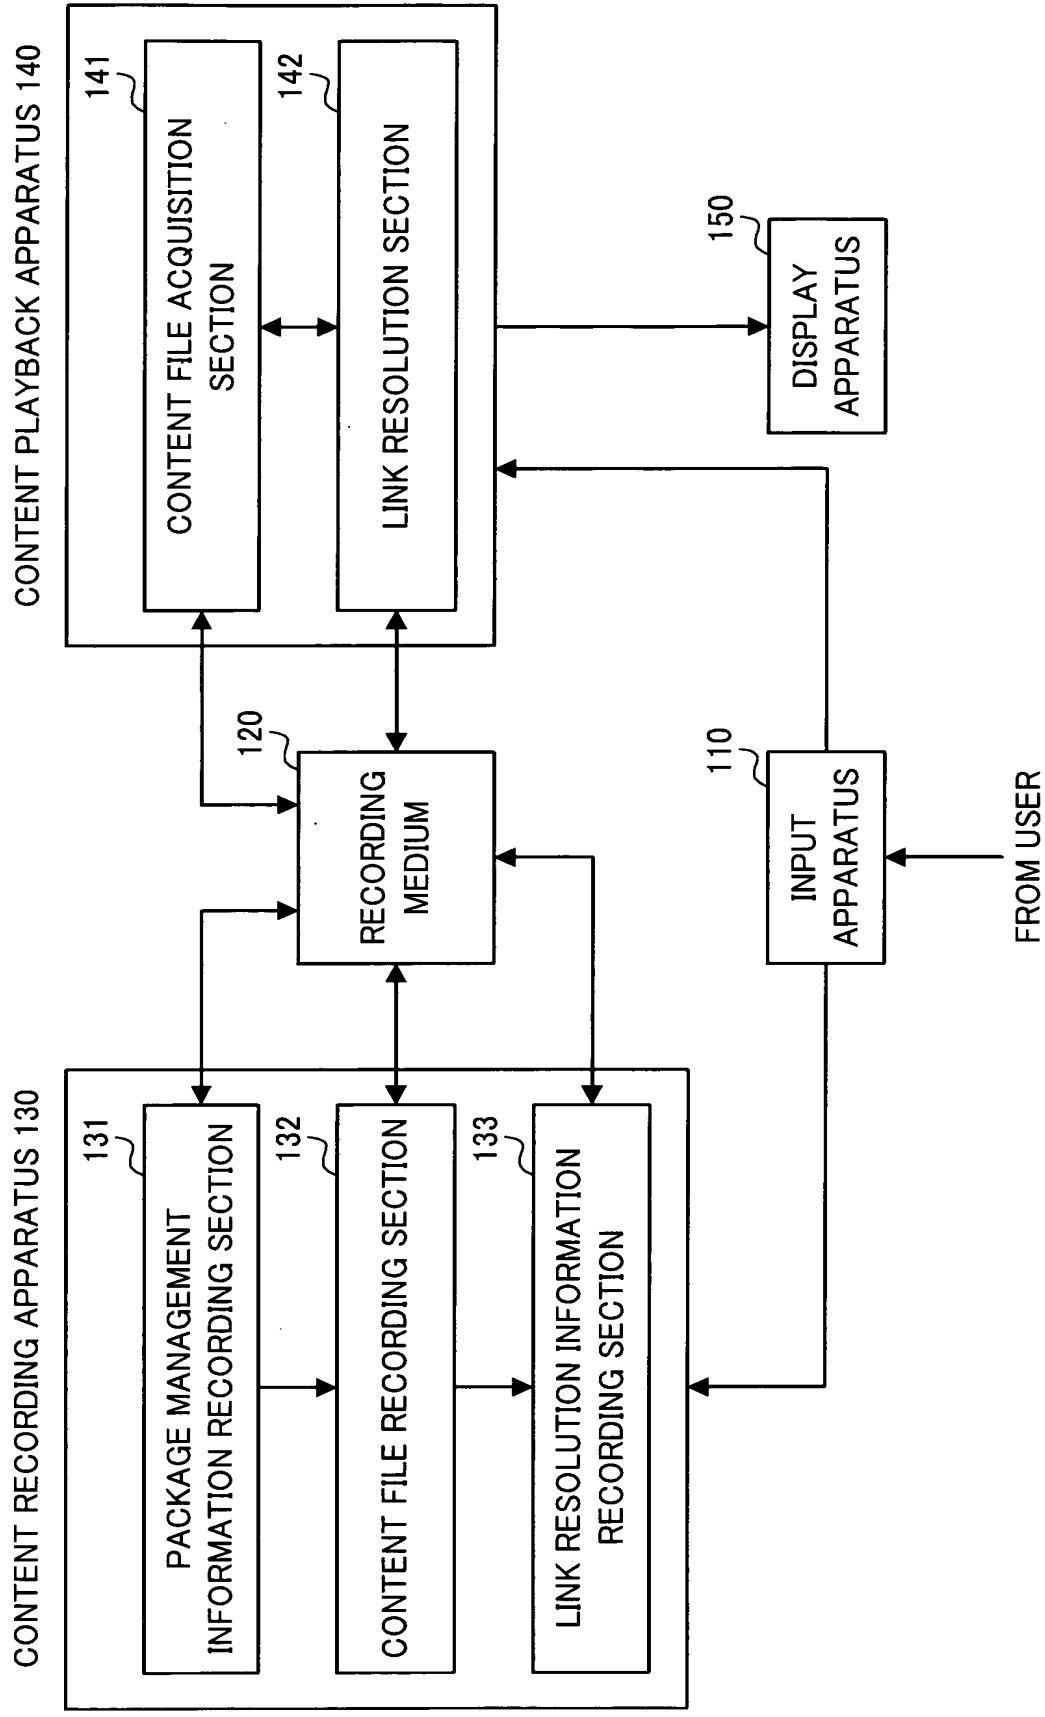 CONTENT RECORDING APPARATUS 130
131
PACKAGE MANAGEMENT
INFORMATION RECORDING SECTION
132
CONTENT FILE RECORDING SECTION
133
LINK RESOLUTION INFORMATION
RECORDING SECTION
120
RECORDING
MEDIUM
CONTENT PLAYBACK APPARATUS 140
141
CONTENT FILE ACQUISITION
SECTION
142
LINK RESOLUTION SECTION
110
INPUT
APPARATUS
150
DISPLAY
APPARATUS
FROM USER